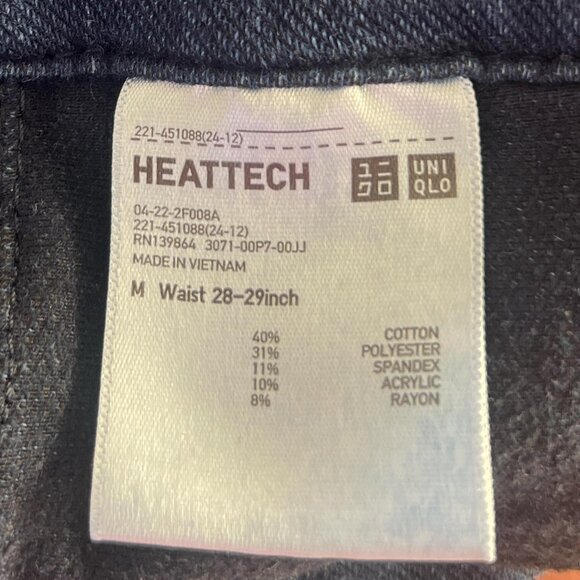 221-451088(24-12)
HEATTECH
ユニ
クロ
UNI
QLO
04-22-2F008A
221-451088(24-12)
RN139864 3071-00P7-00JJ
MADE IN VIETNAM
M Waist 28-29inch
40% COTTON
31% POLYESTER
11% SPANDEX
10% ACRYLIC
8% RAYON